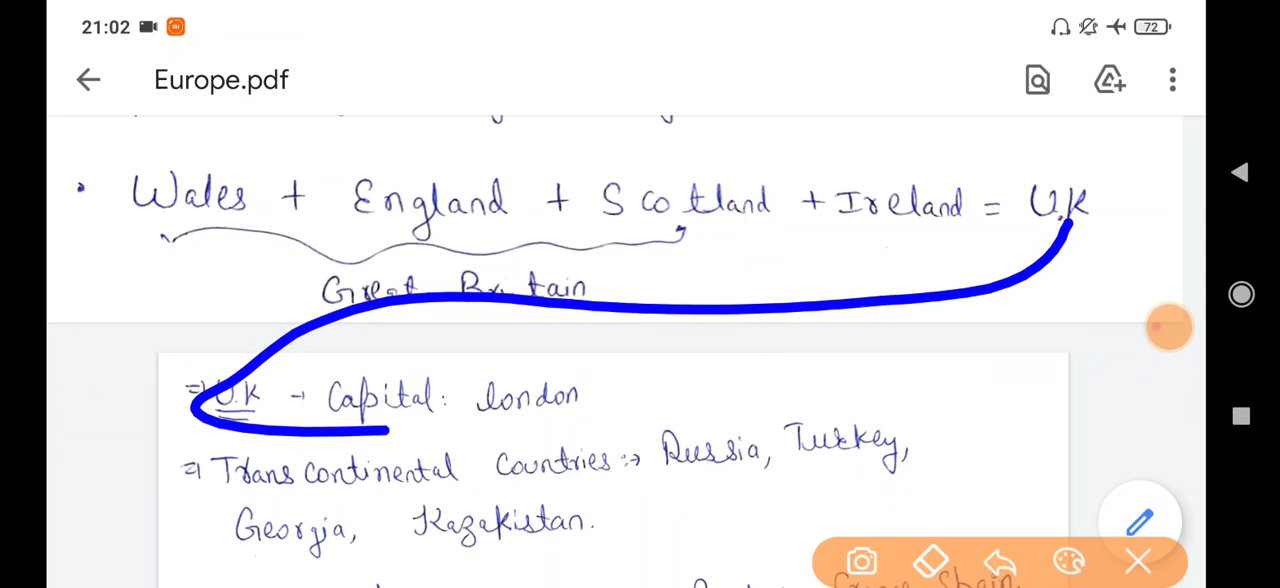 21:02
72
Europe.pdf
• Wales + England + Scotland + Ireland = U.K
Great Britain
⇒ U.K → Capital: london
⇒ Trans continental Countries :→ Russia, Turkey,
Georgia, Kazakistan.